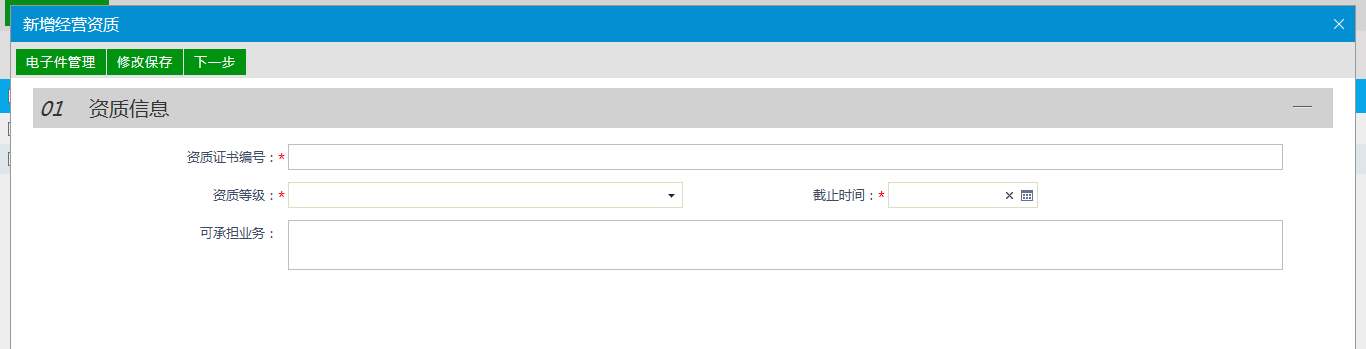 新增经营资质
电子件管理 修改保存 下一步
01 资质信息
资质证书编号：*
资质等级：* 截止时间：*
可承担业务：